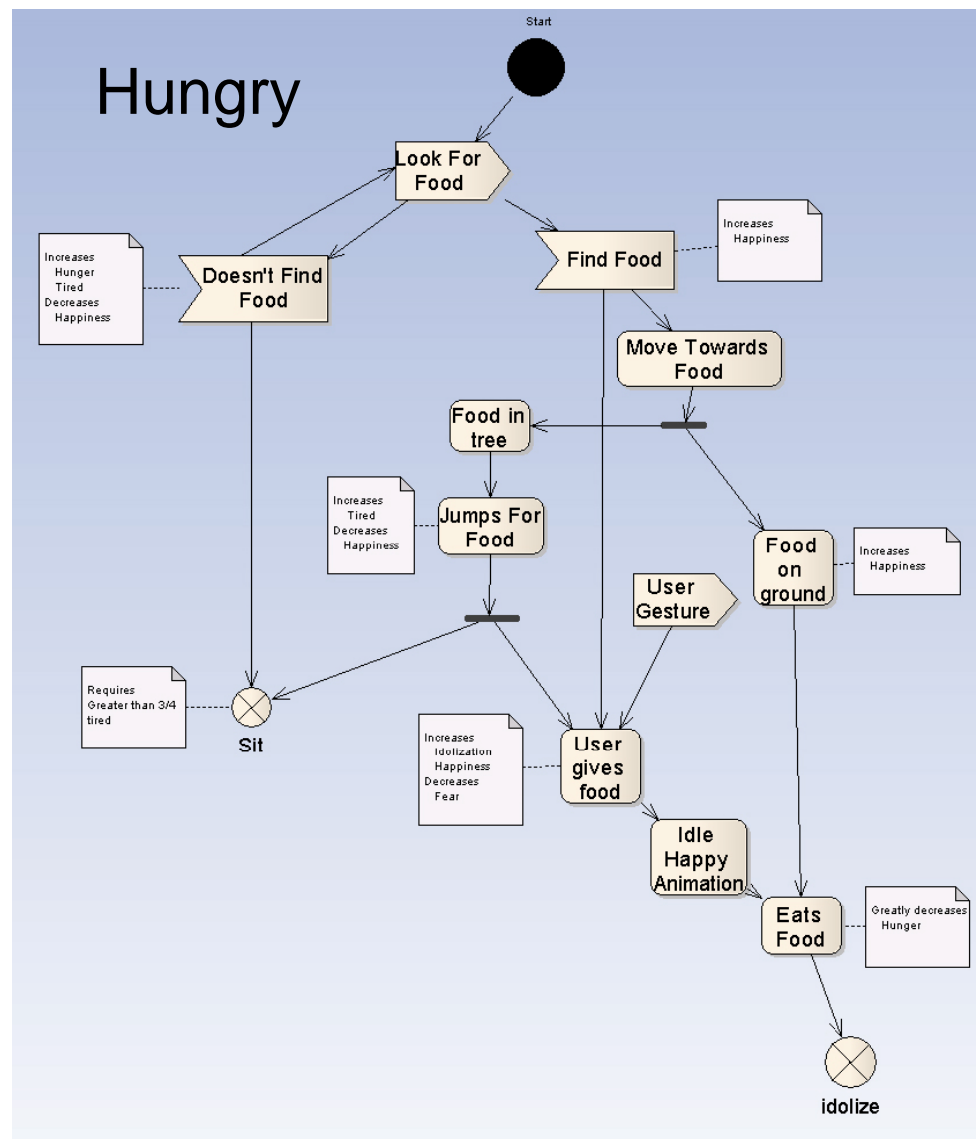 Start
Hungry
Look For
Food
Increases
Happiness
Increases
Hunger
Tired
Decreases
Happiness
Doesn't Find
Food
Find Food
Move Towards
Food
Food in
tree
Increases
Tired
Decreases
Happiness
Jumps For
Food
Food
on
ground
Increases
Happiness
User
Gesture
Requires
Greater than 3/4
tired
Sit
Increases
Idolization
Happiness
Decreases
Fear
User
gives
food
Idle
Happy
Animation
Eats
Food
Greatly decreases
Hunger
idolize